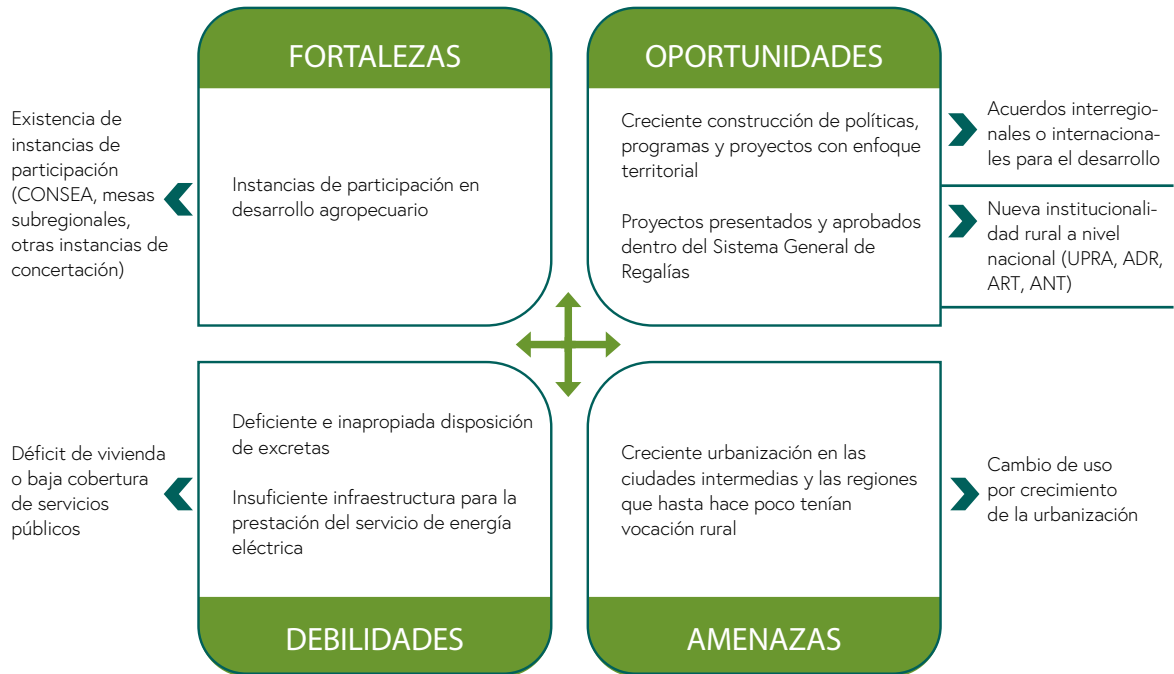 FORTALEZAS
Existencia de
instancias de
participación
(CONSEA, mesas
subregionales,
otras instancias de
concertación)
Instancias de participación en
desarrollo agropecuario
OPORTUNIDADES
Creciente construcción de políticas,
programas y proyectos con enfoque
territorial
Proyectos presentados y aprobados
dentro del Sistema General de
Regalías
Acuerdos interregio-
nales o internaciona-
les para el desarrollo
Nueva institucionali-
dad rural a nivel
nacional (UPRA, ADR,
ART, ANT)
Déficit de vivienda
o baja cobertura
de servicios
públicos
Deficiente e inapropiada disposición
de excretas
Insuficiente infraestructura para la
prestación del servicio de energía
eléctrica
DEBILIDADES
Creciente urbanización en las
ciudades intermedias y las regiones
que hasta hace poco tenían
vocación rural
AMENAZAS
Cambio de uso
por crecimiento
de la urbanización